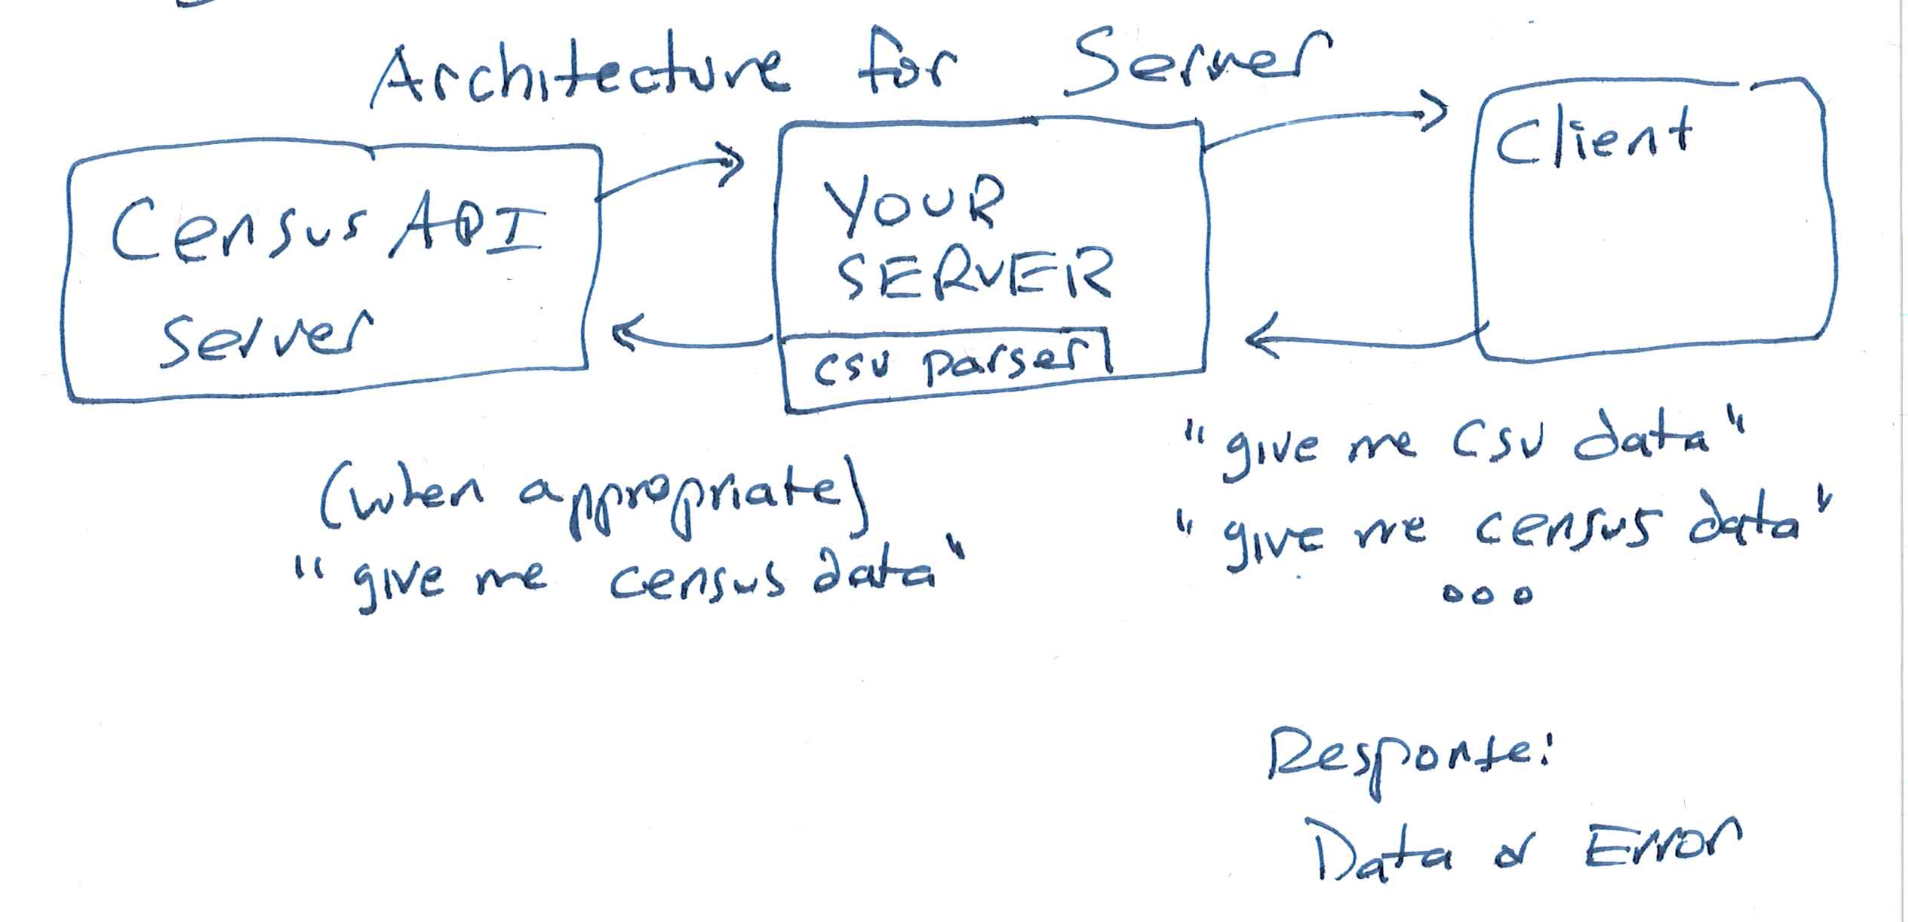 Architecture for Server
Census API
Server
YOUR
SERVER
csv parser
Client
(when appropriate)
"give me census data"
"give me CSV data"
"give me census data"
ooo
Response:
Data or Error